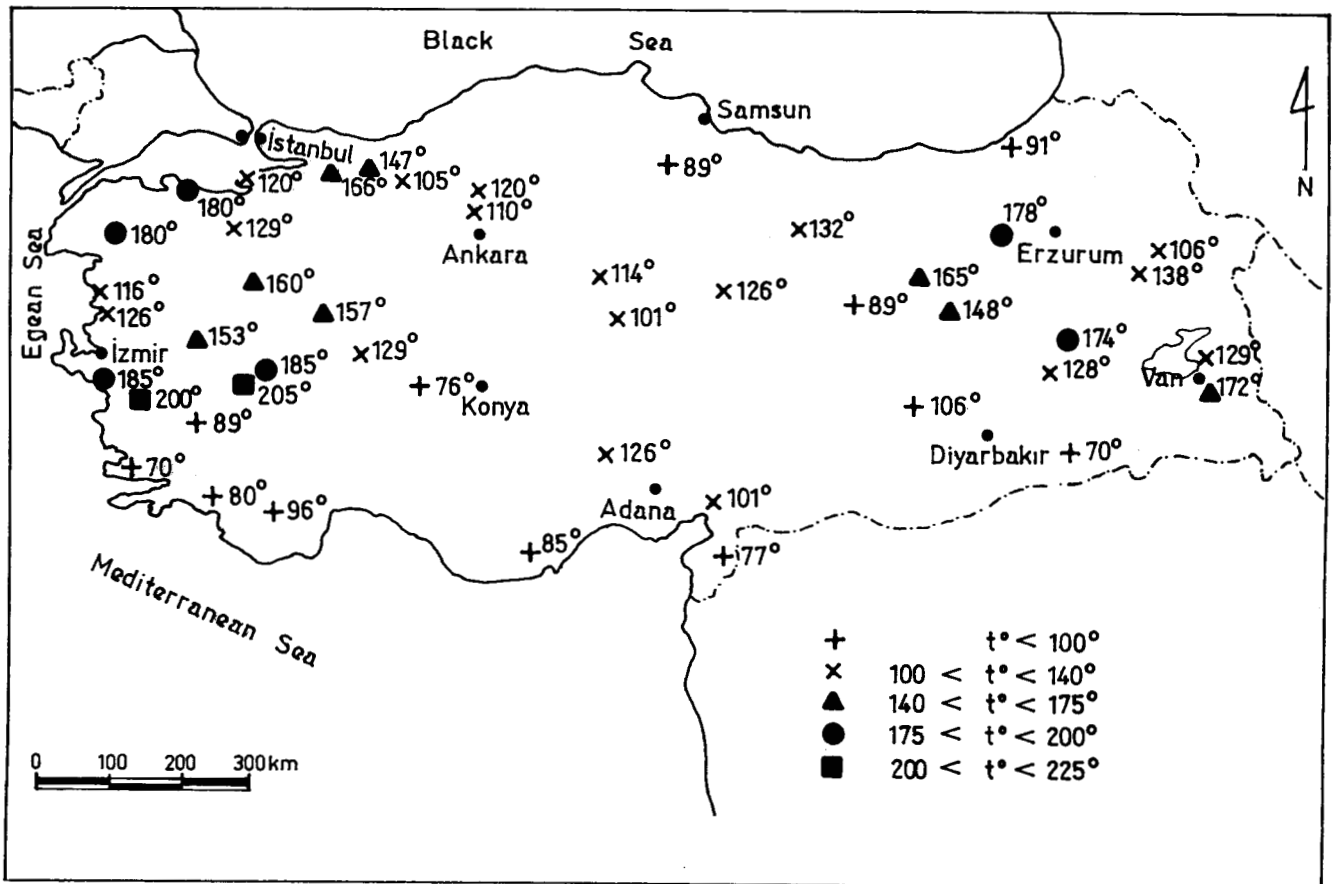 Black Sea
Samsun
İstanbul
147°
166°
105°
120°
89°
91°
N
120°
110°
180°
180°
129°
Ankara
132°
178°
Erzurum
106°
138°
Egean Sea
116°
126°
160°
157°
114°
101°
126°
89°
165°
148°
153°
İzmir
185°
200°
185°
205°
129°
76°
Konya
174°
128°
129°
Van
172°
89°
106°
Diyarbakır
70°
70°
80°
96°
126°
Adana
101°
85°
77°
Mediterranean Sea
t° < 100°
100 < t° < 140°
140 < t° < 175°
175 < t° < 200°
200 < t° < 225°
0 100 200 300km